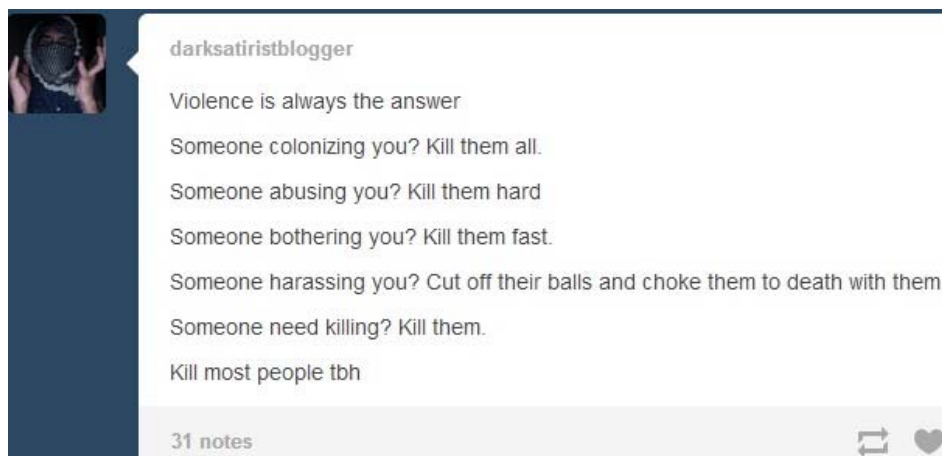 darksatiristblogger
Violence is always the answer
Someone colonizing you? Kill them all.
Someone abusing you? Kill them hard
Someone bothering you? Kill them fast.
Someone harassing you? Cut off their balls and choke them to death with them
Someone need killing? Kill them.
Kill most people tbh
31 notes